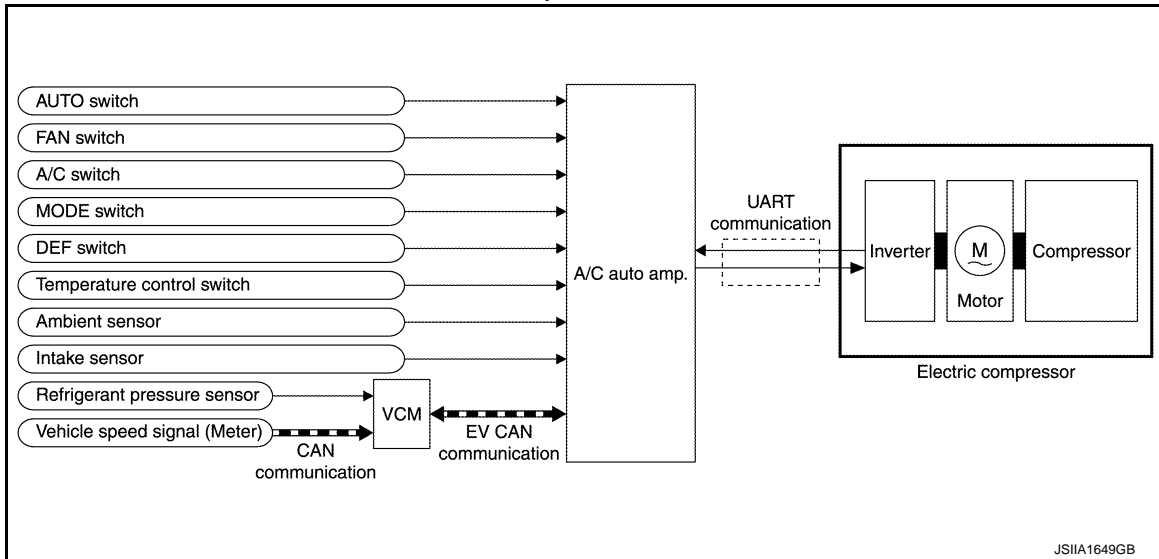 AUTO switch
FAN switch
A/C switch
MODE switch
DEF switch
Temperature control switch
Ambient sensor
Intake sensor
Refrigerant pressure sensor
Vehicle speed signal (Meter)
CAN
communication
VCM
EV CAN
communication
A/C auto amp.
UART
communication
Inverter
M
Motor
Compressor
Electric compressor
JSIIA1649GB